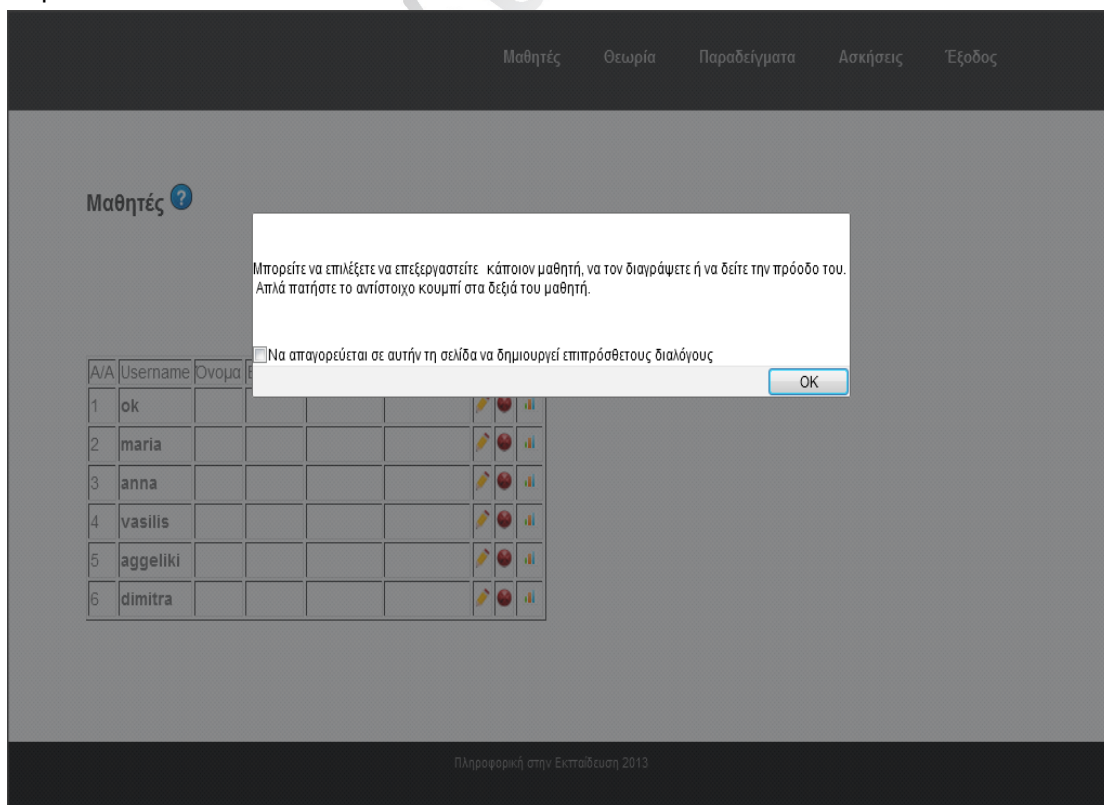 Μαθητές Θεωρία Παραδείγματα Ασκήσεις Έξοδος
Μαθητές ?
Μπορείτε να επιλέξετε να επεξεργαστείτε κάποιον μαθητή, να τον διαγράψετε ή να δείτε την πρόοδο του.
Απλά πατήστε το αντίστοιχο κουμπί στα δεξιά του μαθητή.
Να απαγορεύεται σε αυτήν τη σελίδα να δημιουργεί επιπρόσθετους διαλόγους
OK
Α/Α Username Όνομα
1 ok
2 maria
3 anna
4 vasilis
5 aggeliki
6 dimitra
Πληροφορική στην Εκπαίδευση 2013